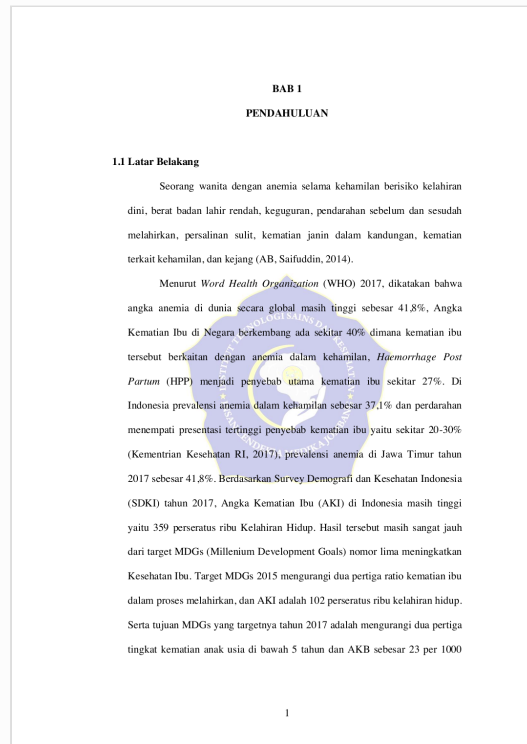 BAB 1
PENDAHULUAN
1.1 Latar Belakang
Seorang wanita dengan anemia selama kehamilan berisiko kelahiran
dini, berat badan lahir rendah, keguguran, pendarahan sebelum dan sesudah
melahirkan, persalinan sulit, kematian janin dalam kandungan, kematian
terkait kehamilan, dan kejang (AB, Saifuddin, 2014).
Menurut Word Health Organization (WHO) 2017, dikatakan bahwa
angka anemia di dunia secara global masih tinggi sebesar 41,8%, Angka
Kematian Ibu di Negara berkembang ada sekitar 40% dimana kematian ibu
tersebut berkaitan dengan anemia dalam kehamilan, Haemorrhage Post
Partum (HPP) menjadi penyebab utama kematian ibu sekitar 27%. Di
Indonesia prevalensi anemia dalam kehamilan sebesar 37,1% dan perdarahan
menempati presentasi tertinggi penyebab kematian ibu yaitu sekitar 20-30%
(Kementrian Kesehatan RI, 2017), prevalensi anemia di Jawa Timur tahun
2017 sebesar 41,8%. Berdasarkan Survey Demografi dan Kesehatan Indonesia
(SDKI) tahun 2017, Angka Kematian Ibu (AKI) di Indonesia masih tinggi
yaitu 359 perseratus ribu Kelahiran Hidup. Hasil tersebut masih sangat jauh
dari target MDGs (Millenium Development Goals) nomor lima meningkatkan
Kesehatan Ibu. Target MDGs 2015 mengurangi dua pertiga ratio kematian ibu
dalam proses melahirkan, dan AKI adalah 102 perseratus ribu kelahiran hidup.
Serta tujuan MDGs yang targetnya tahun 2017 adalah mengurangi dua pertiga
tingkat kematian anak usia di bawah 5 tahun dan AKB sebesar 23 per 1000
1